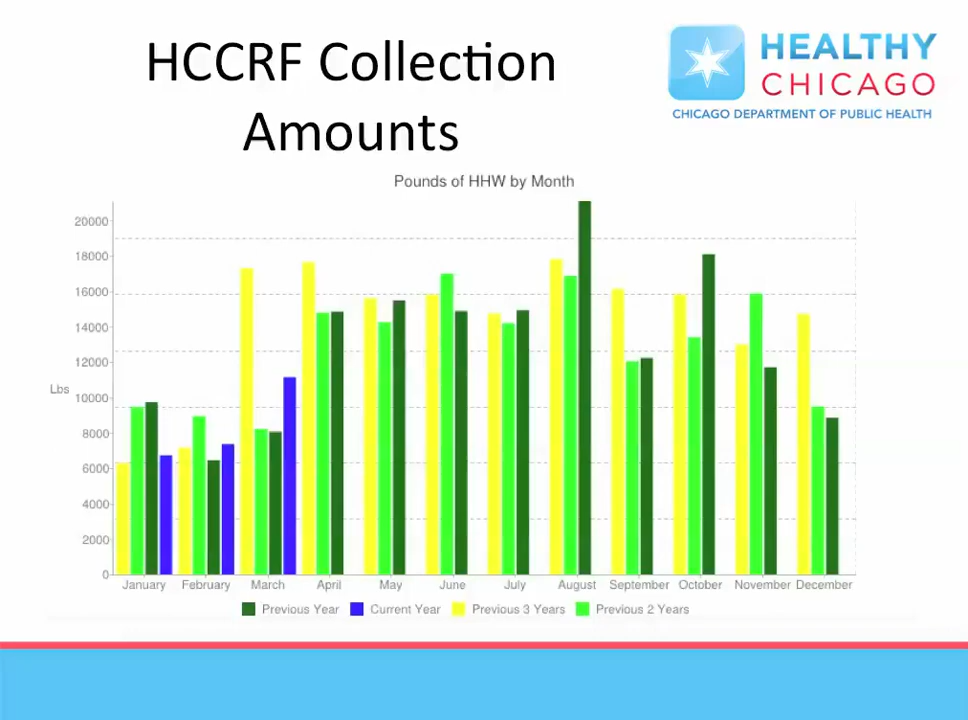 HCCRF Collection
Amounts
HEALTHY
CHICAGO
CHICAGO DEPARTMENT OF PUBLIC HEALTH
Pounds of HHW by Month
20000
18000
16000
14000
12000
Lbs
10000
8000
6000
4000
2000
0
January February March April May June July August September October November December
Previous Year Current Year Previous 3 Years Previous 2 Years